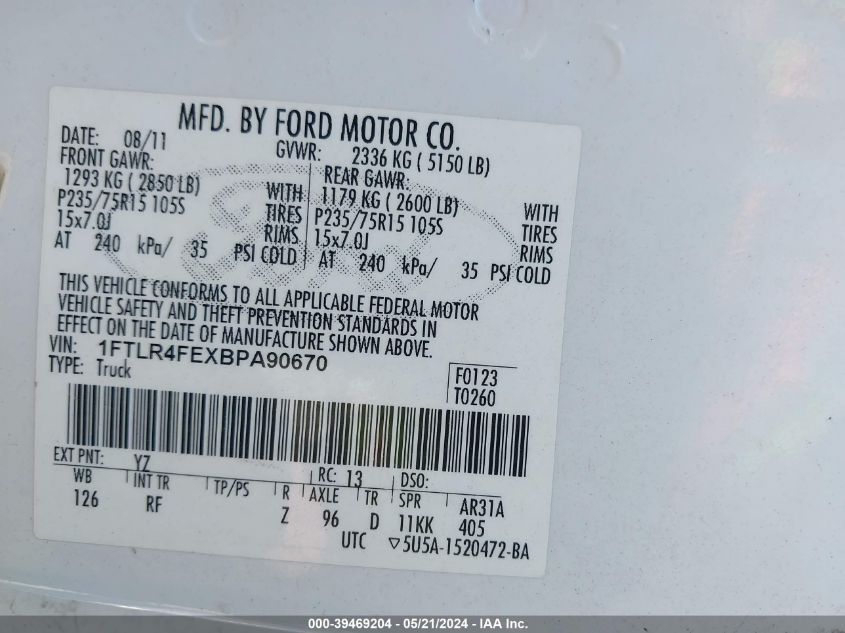 MFD. BY FORD MOTOR CO.
DATE: 08/11 GVWR: 2336 KG ( 5150 LB)
FRONT GAWR: REAR GAWR:
1293 KG ( 2850 LB) WITH 1179 KG ( 2600 LB) WITH
P235/75R15 105S TIRES P235/75R15 105S TIRES
15x7.0J RIMS 15x7.0J RIMS
AT 240 kPa/ 35 PSI COLD AT 240 kPa/ 35 PSI COLD
THIS VEHICLE CONFORMS TO ALL APPLICABLE FEDERAL MOTOR
VEHICLE SAFETY AND THEFT PREVENTION STANDARDS IN
EFFECT ON THE DATE OF MANUFACTURE SHOWN ABOVE.
VIN: 1FTLR4FEXBPA90670
TYPE: Truck F0123
T0260
EXT PNT: YZ RC: 13 DSO:
WB INT TR TP/PS R AXLE TR SPR AR31A
126 RF Z 96 D 11KK 405
UTC ▽5U5A-1520472-BA
000-39469204 - 05/21/2024 - IAA Inc.